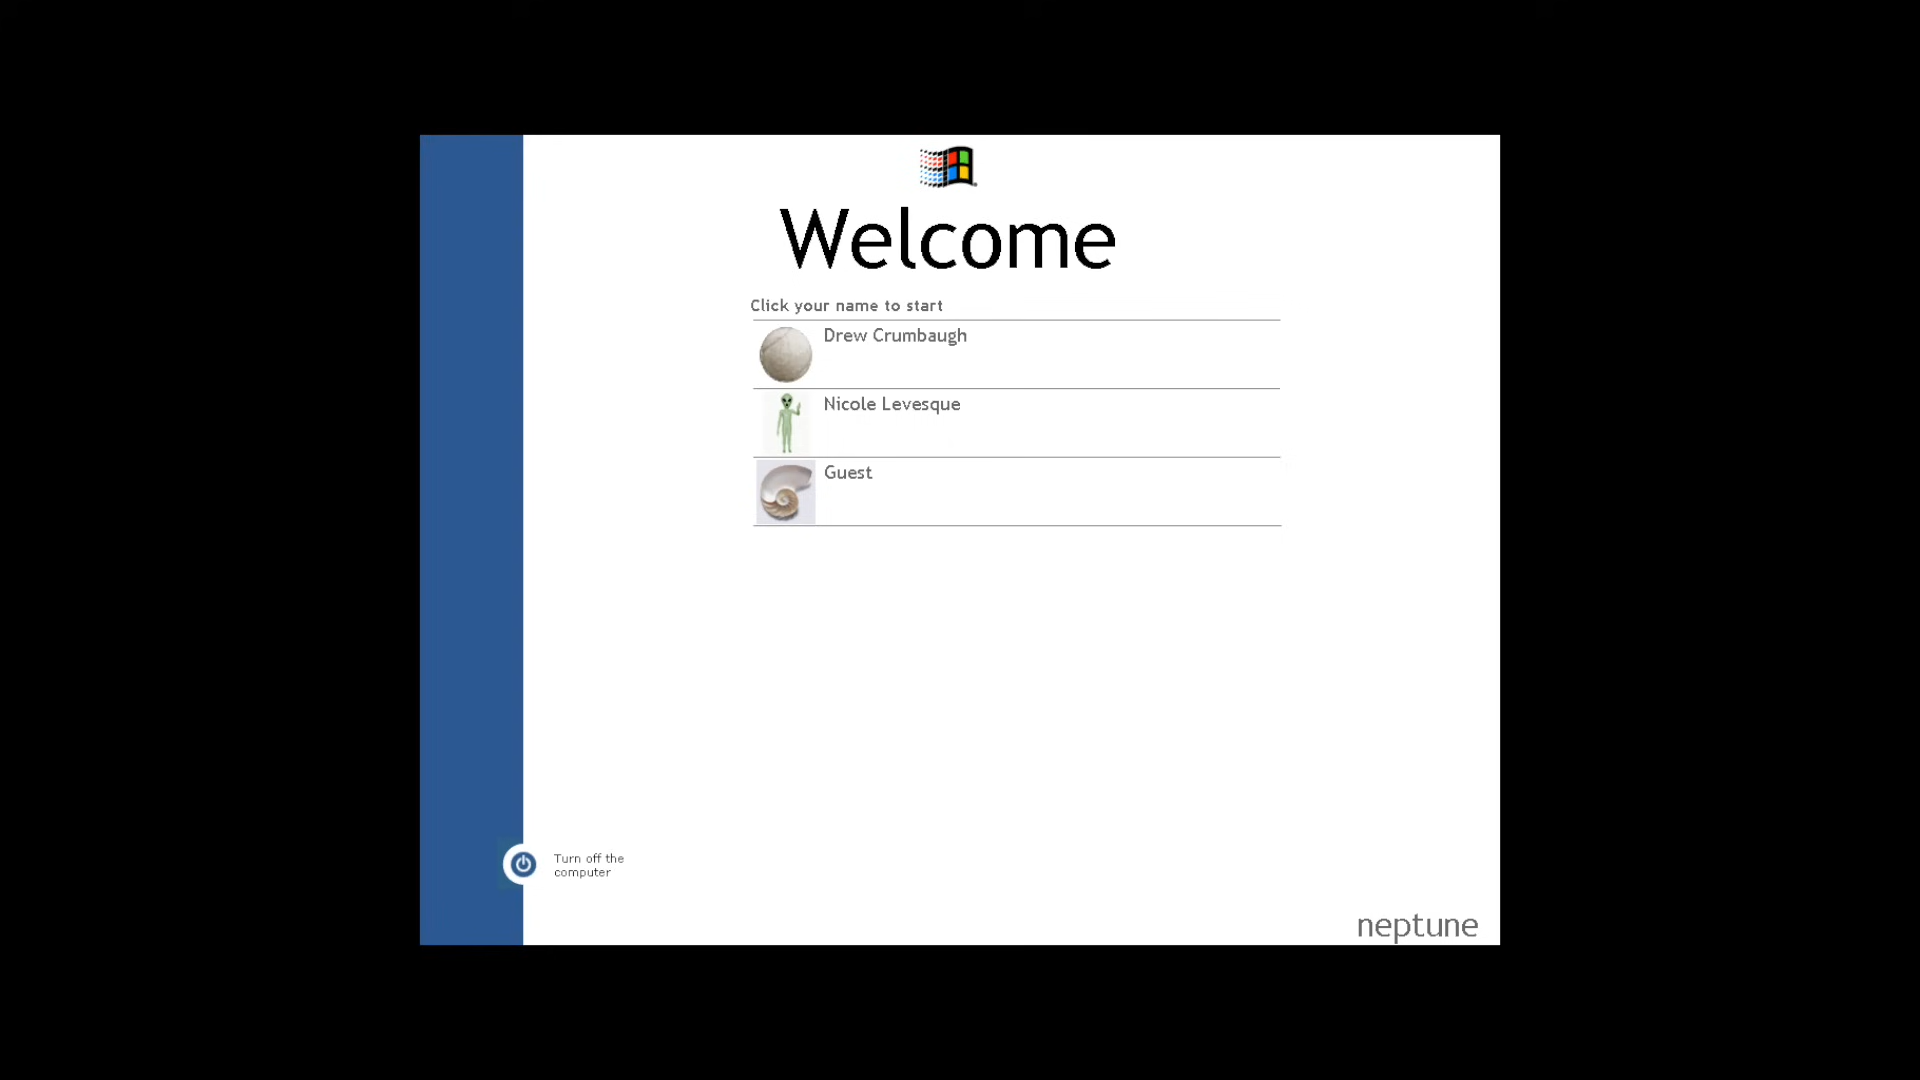 Welcome
Click your name to start
Drew Crumbaugh
Nicole Levesque
Guest
Turn off the
computer
neptune